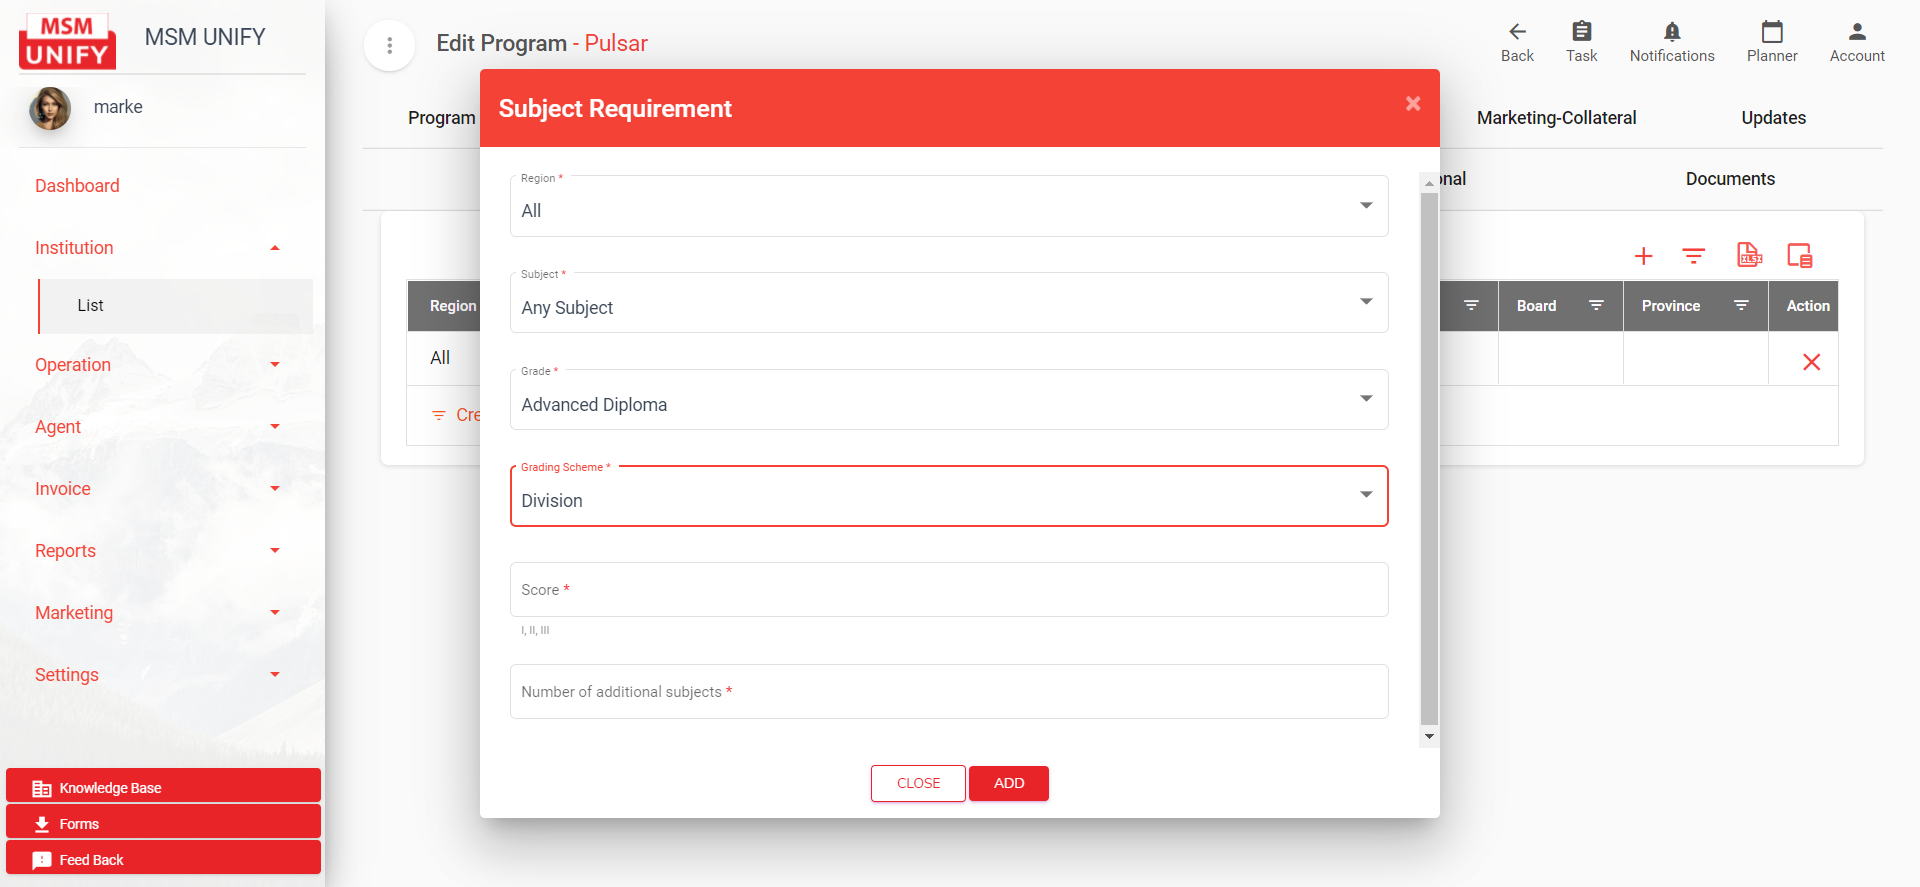 MSM
UNIFY
MSM UNIFY
marke
Dashboard
Institution
List
Operation
Agent
Invoice
Reports
Marketing
Settings
Knowledge Base
Forms
Feed Back
Edit Program - Pulsar
Back
Task
Notifications
Planner
Account
Program
Marketing-Collateral
Updates
onal
Documents
XLSX
Region
Board
Province
Action
All
Cre
Subject Requirement
×
Region *
All
Subject *
Any Subject
Grade *
Advanced Diploma
Grading Scheme *
Division
Score *
I, II, III
Number of additional subjects *
CLOSE
ADD